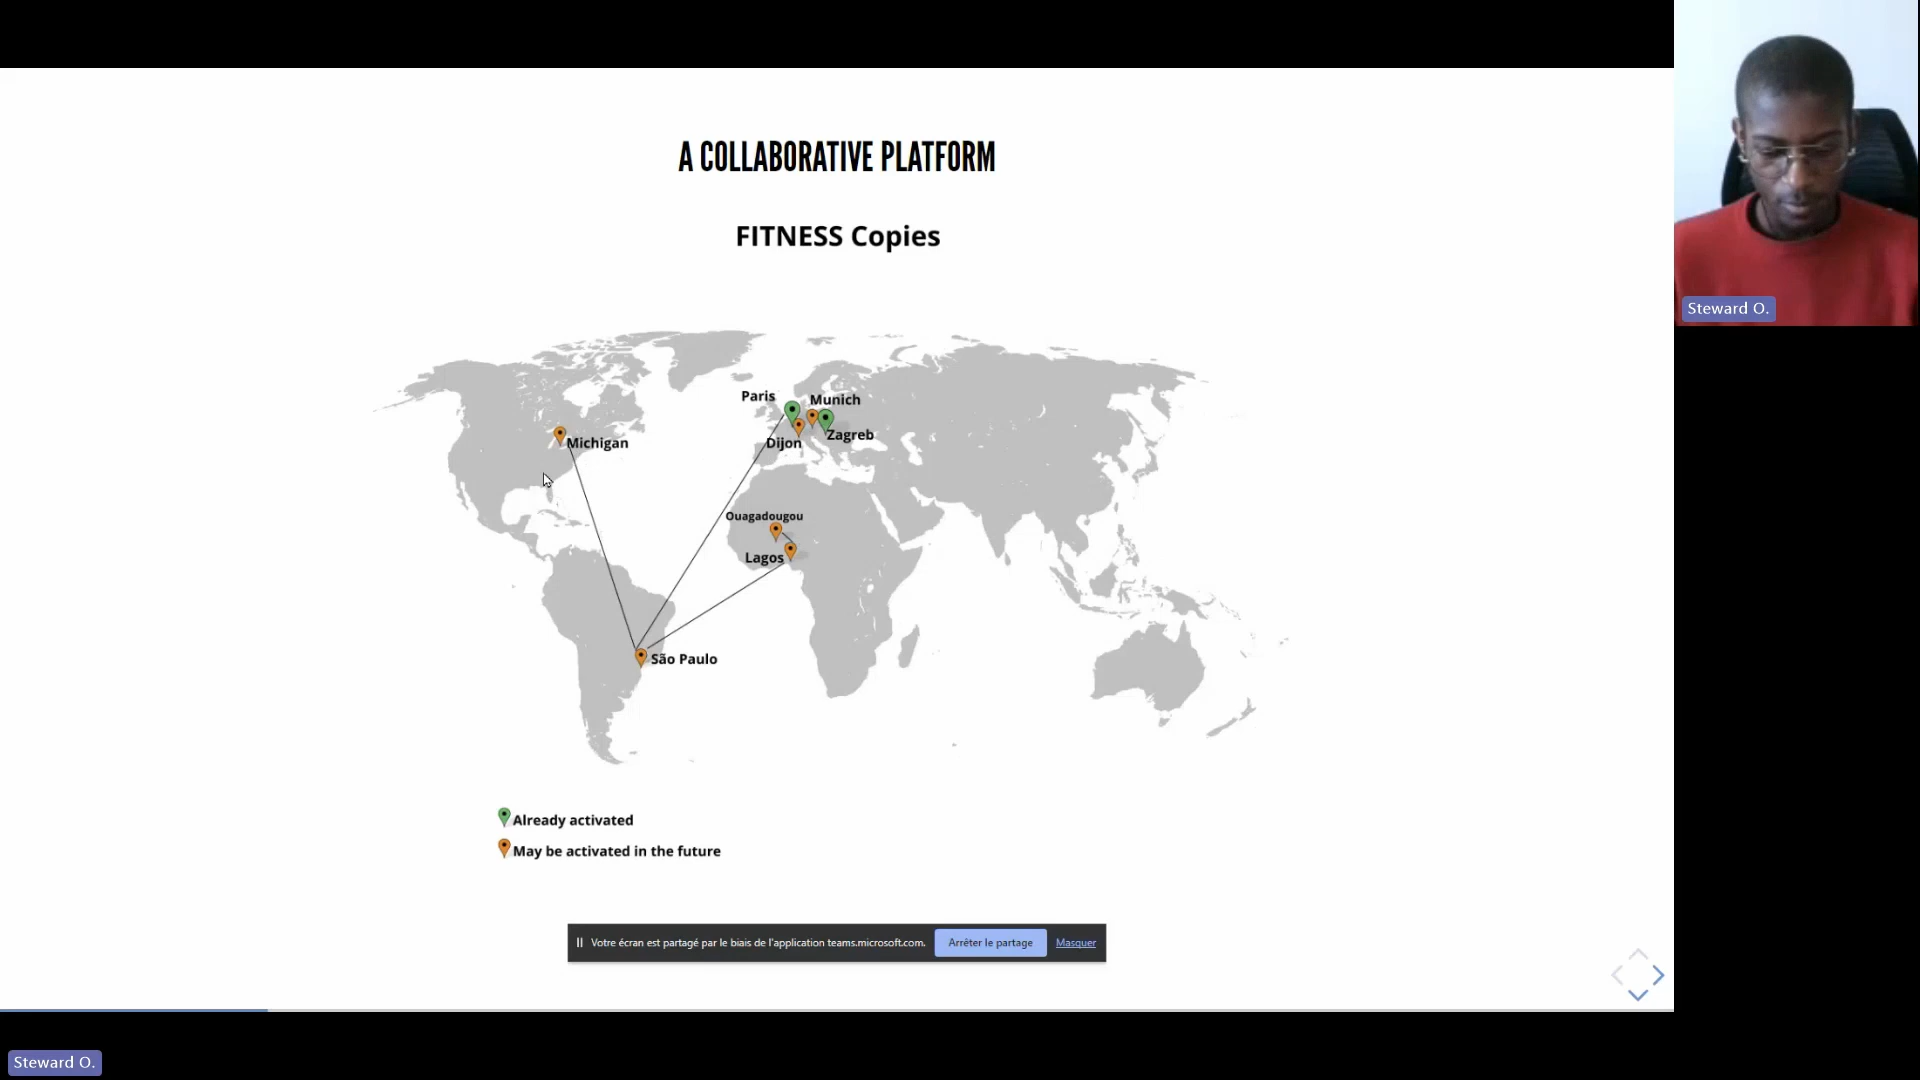 A COLLABORATIVE PLATFORM
FITNESS Copies
Paris
Munich
Zagreb
Dijon
Michigan
Ouagadougou
Lagos
São Paulo
Already activated
May be activated in the future
Votre écran est partagé par le biais de l'application teams.microsoft.com.
Arrêter le partage
Masquer
Steward O.
Steward O.